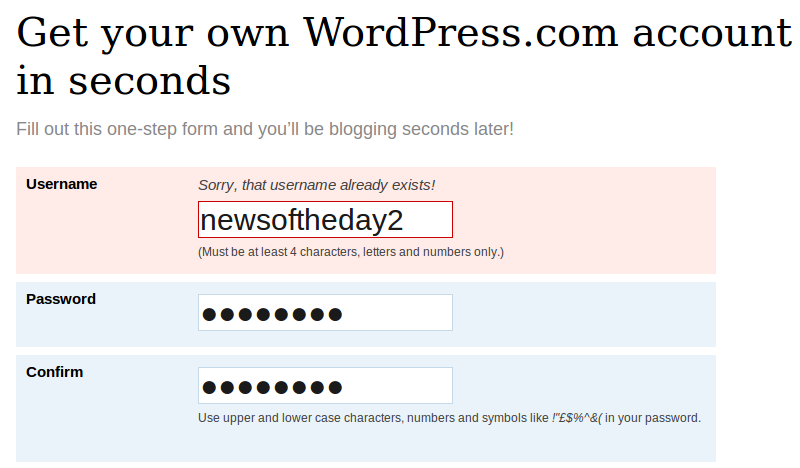 Get your own WordPress.com account
in seconds
Fill out this one-step form and you'll be blogging seconds later!
Username
Sorry, that username already exists!
newsoftheday2
(Must be at least 4 characters, letters and numbers only.)
Password
●●●●●●●●
Confirm
●●●●●●●●
Use upper and lower case characters, numbers and symbols like !"£$%^&( in your password.